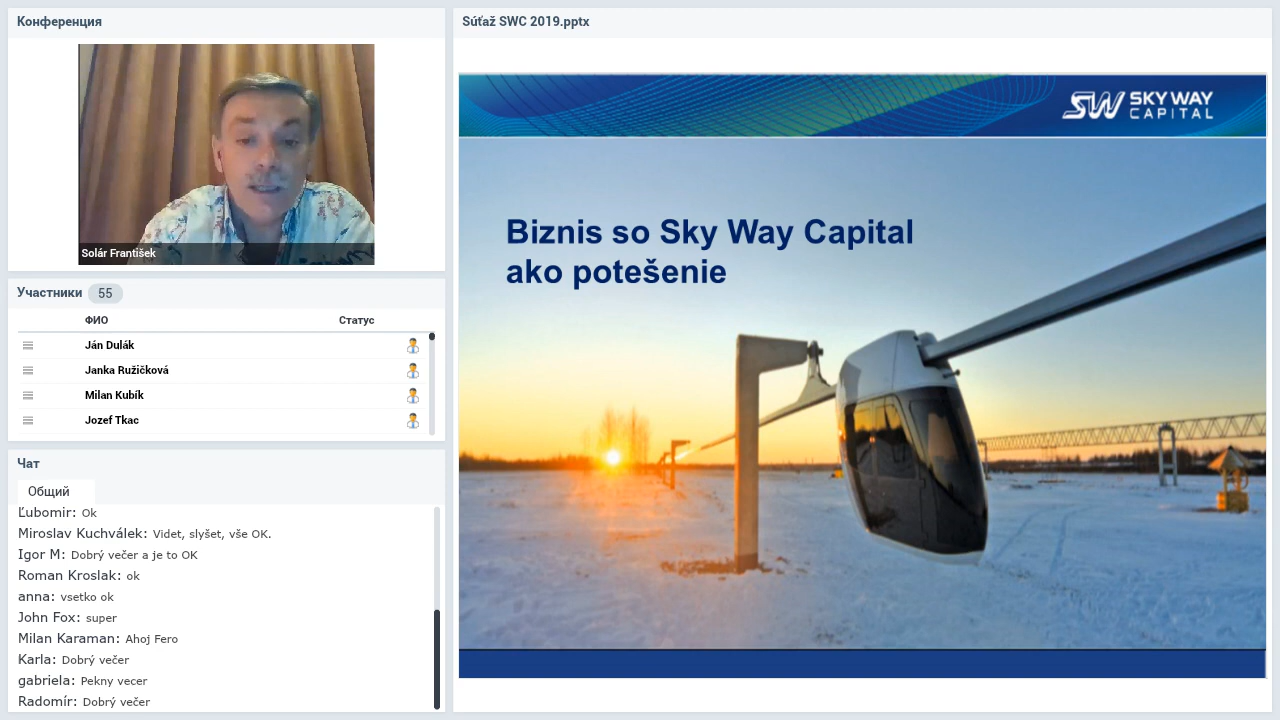 Конференция
Solár František
Участники 55
ФИО Статус
Ján Dulák
Janka Ružičková
Milan Kubík
Jozef Tkac
Чат
Общий
Ľubomir: Ok
Miroslav Kuchválek: Videt, slyšet, vše OK.
Igor M: Dobrý večer a je to OK
Roman Kroslak: ok
anna: vsetko ok
John Fox: super
Milan Karaman: Ahoj Fero
Karla: Dobrý večer
gabriela: Pekny vecer
Radomír: Dobrý večer
Súťaž SWC 2019.pptx
SW SKY WAY
CAPITAL
Biznis so Sky Way Capital
ako potešenie